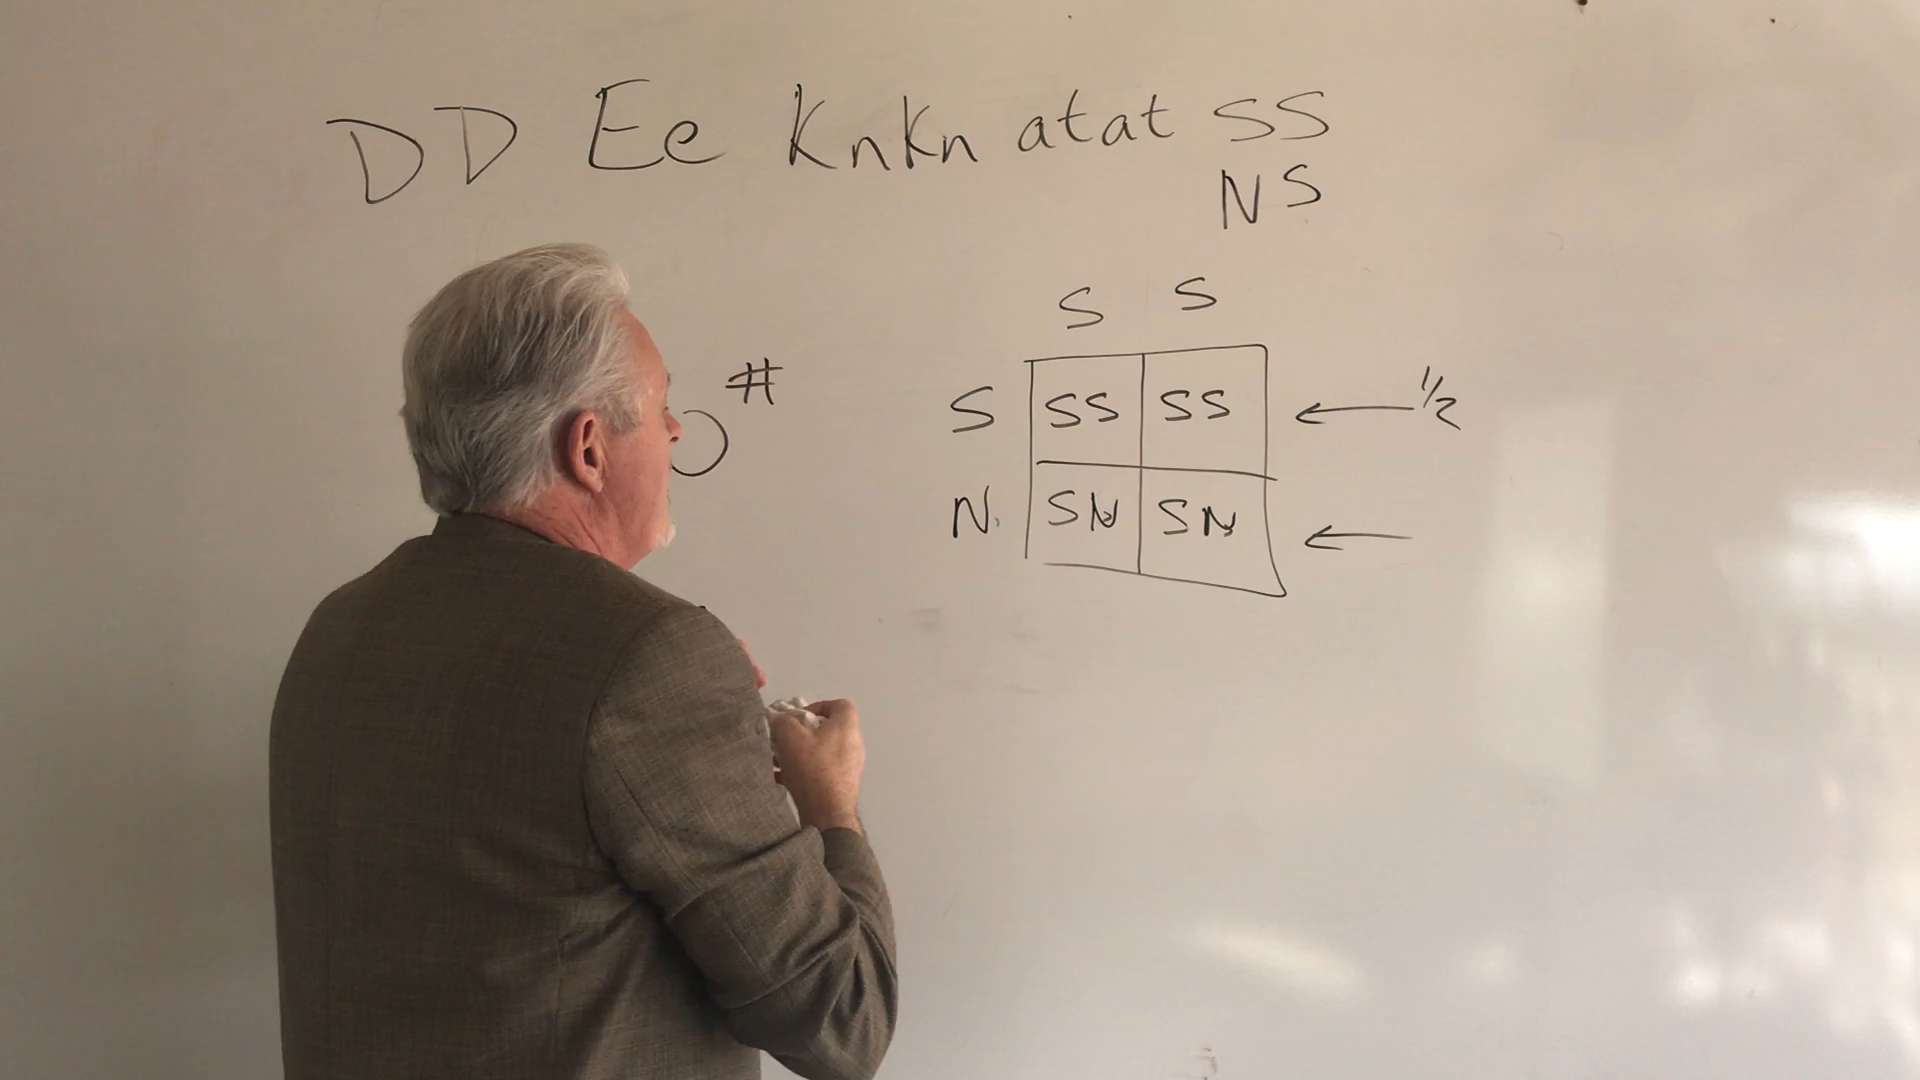 DD Ee KnKn atat SS
NS
S S
#
S SS SS ← 1/2
N SN SN ←